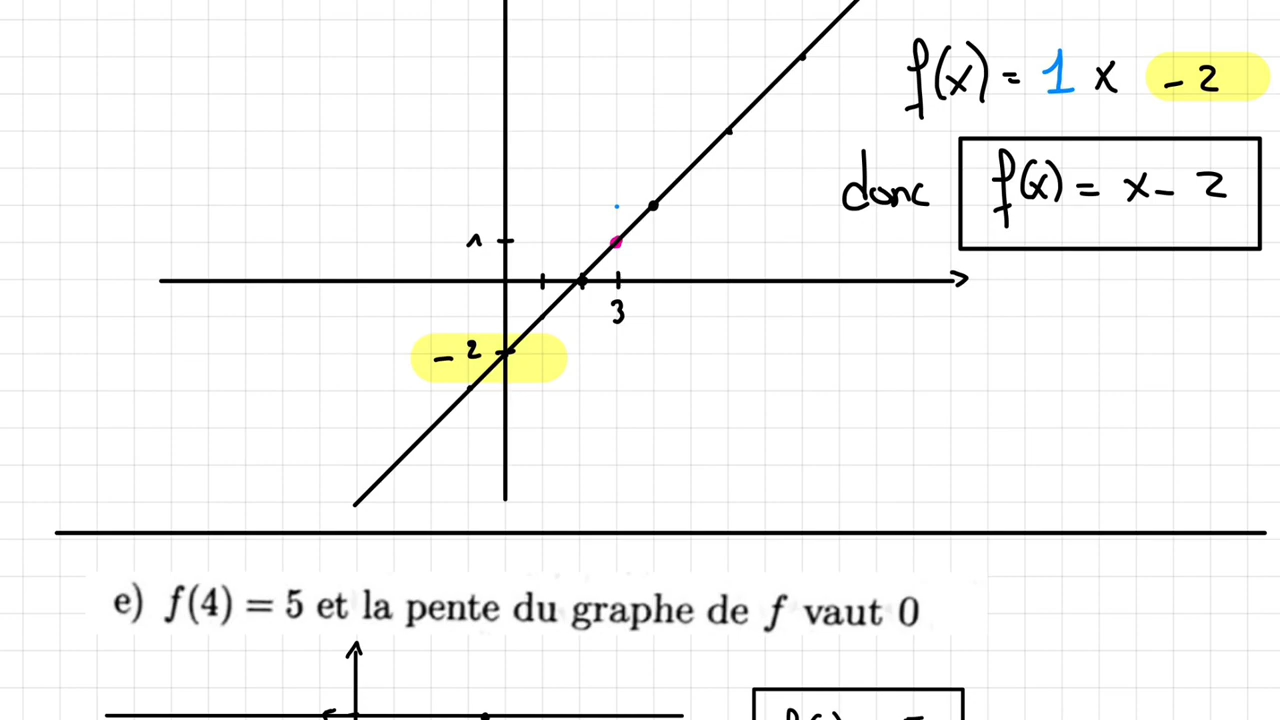 f(x) = 1 x - 2
donc f(x) = x - 2
1
3
- 2
e) f(4) = 5 et la pente du graphe de f vaut 0